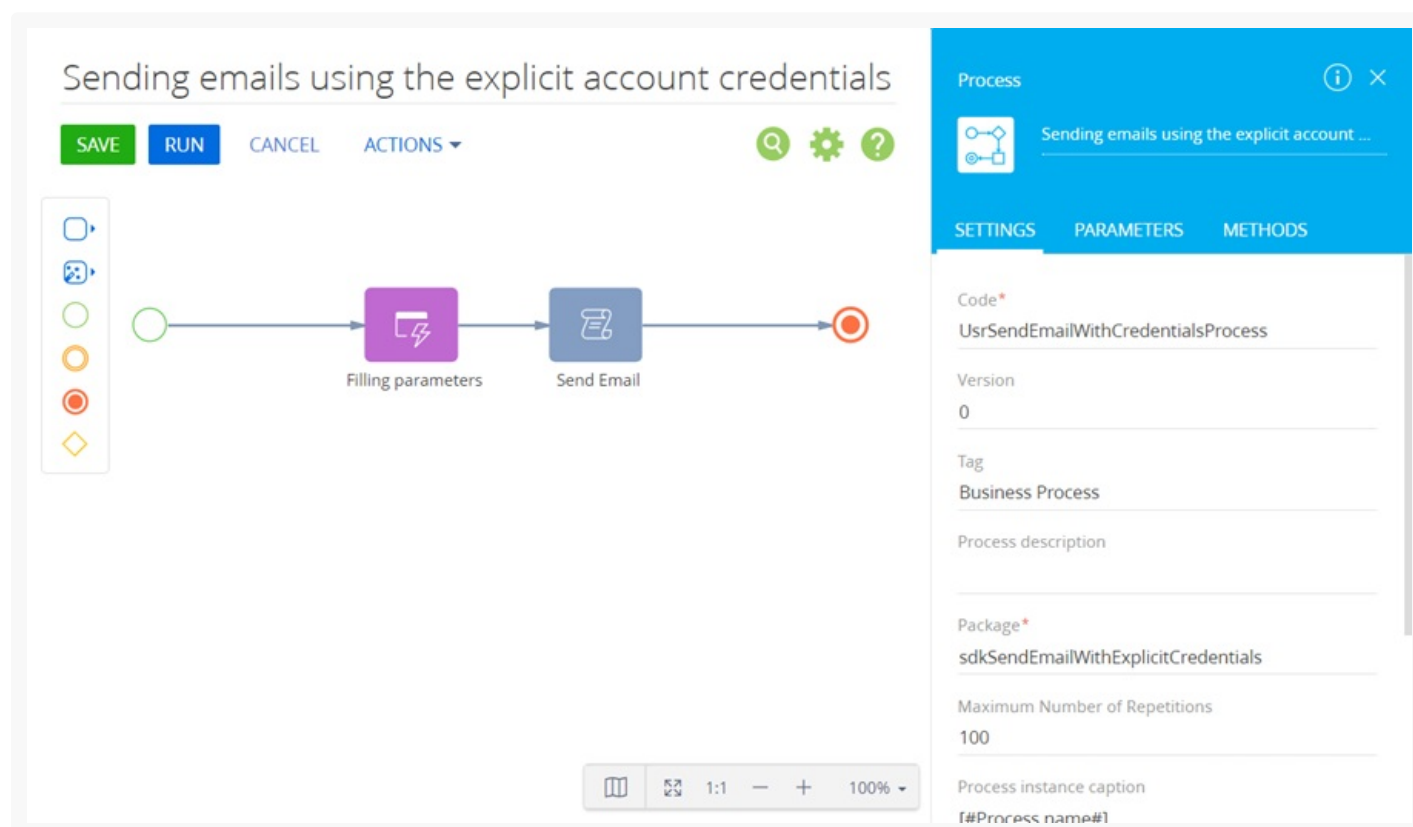 Sending emails using the explicit account credentials
SAVE RUN CANCEL ACTIONS
Filling parameters Send Email
1:1 100%
Process
Sending emails using the explicit account ...
SETTINGS PARAMETERS METHODS
Code*
UsrSendEmailWithCredentialsProcess
Version
0
Tag
Business Process
Process description
Package*
sdkSendEmailWithExplicitCredentials
Maximum Number of Repetitions
100
Process instance caption
[#Process name#]